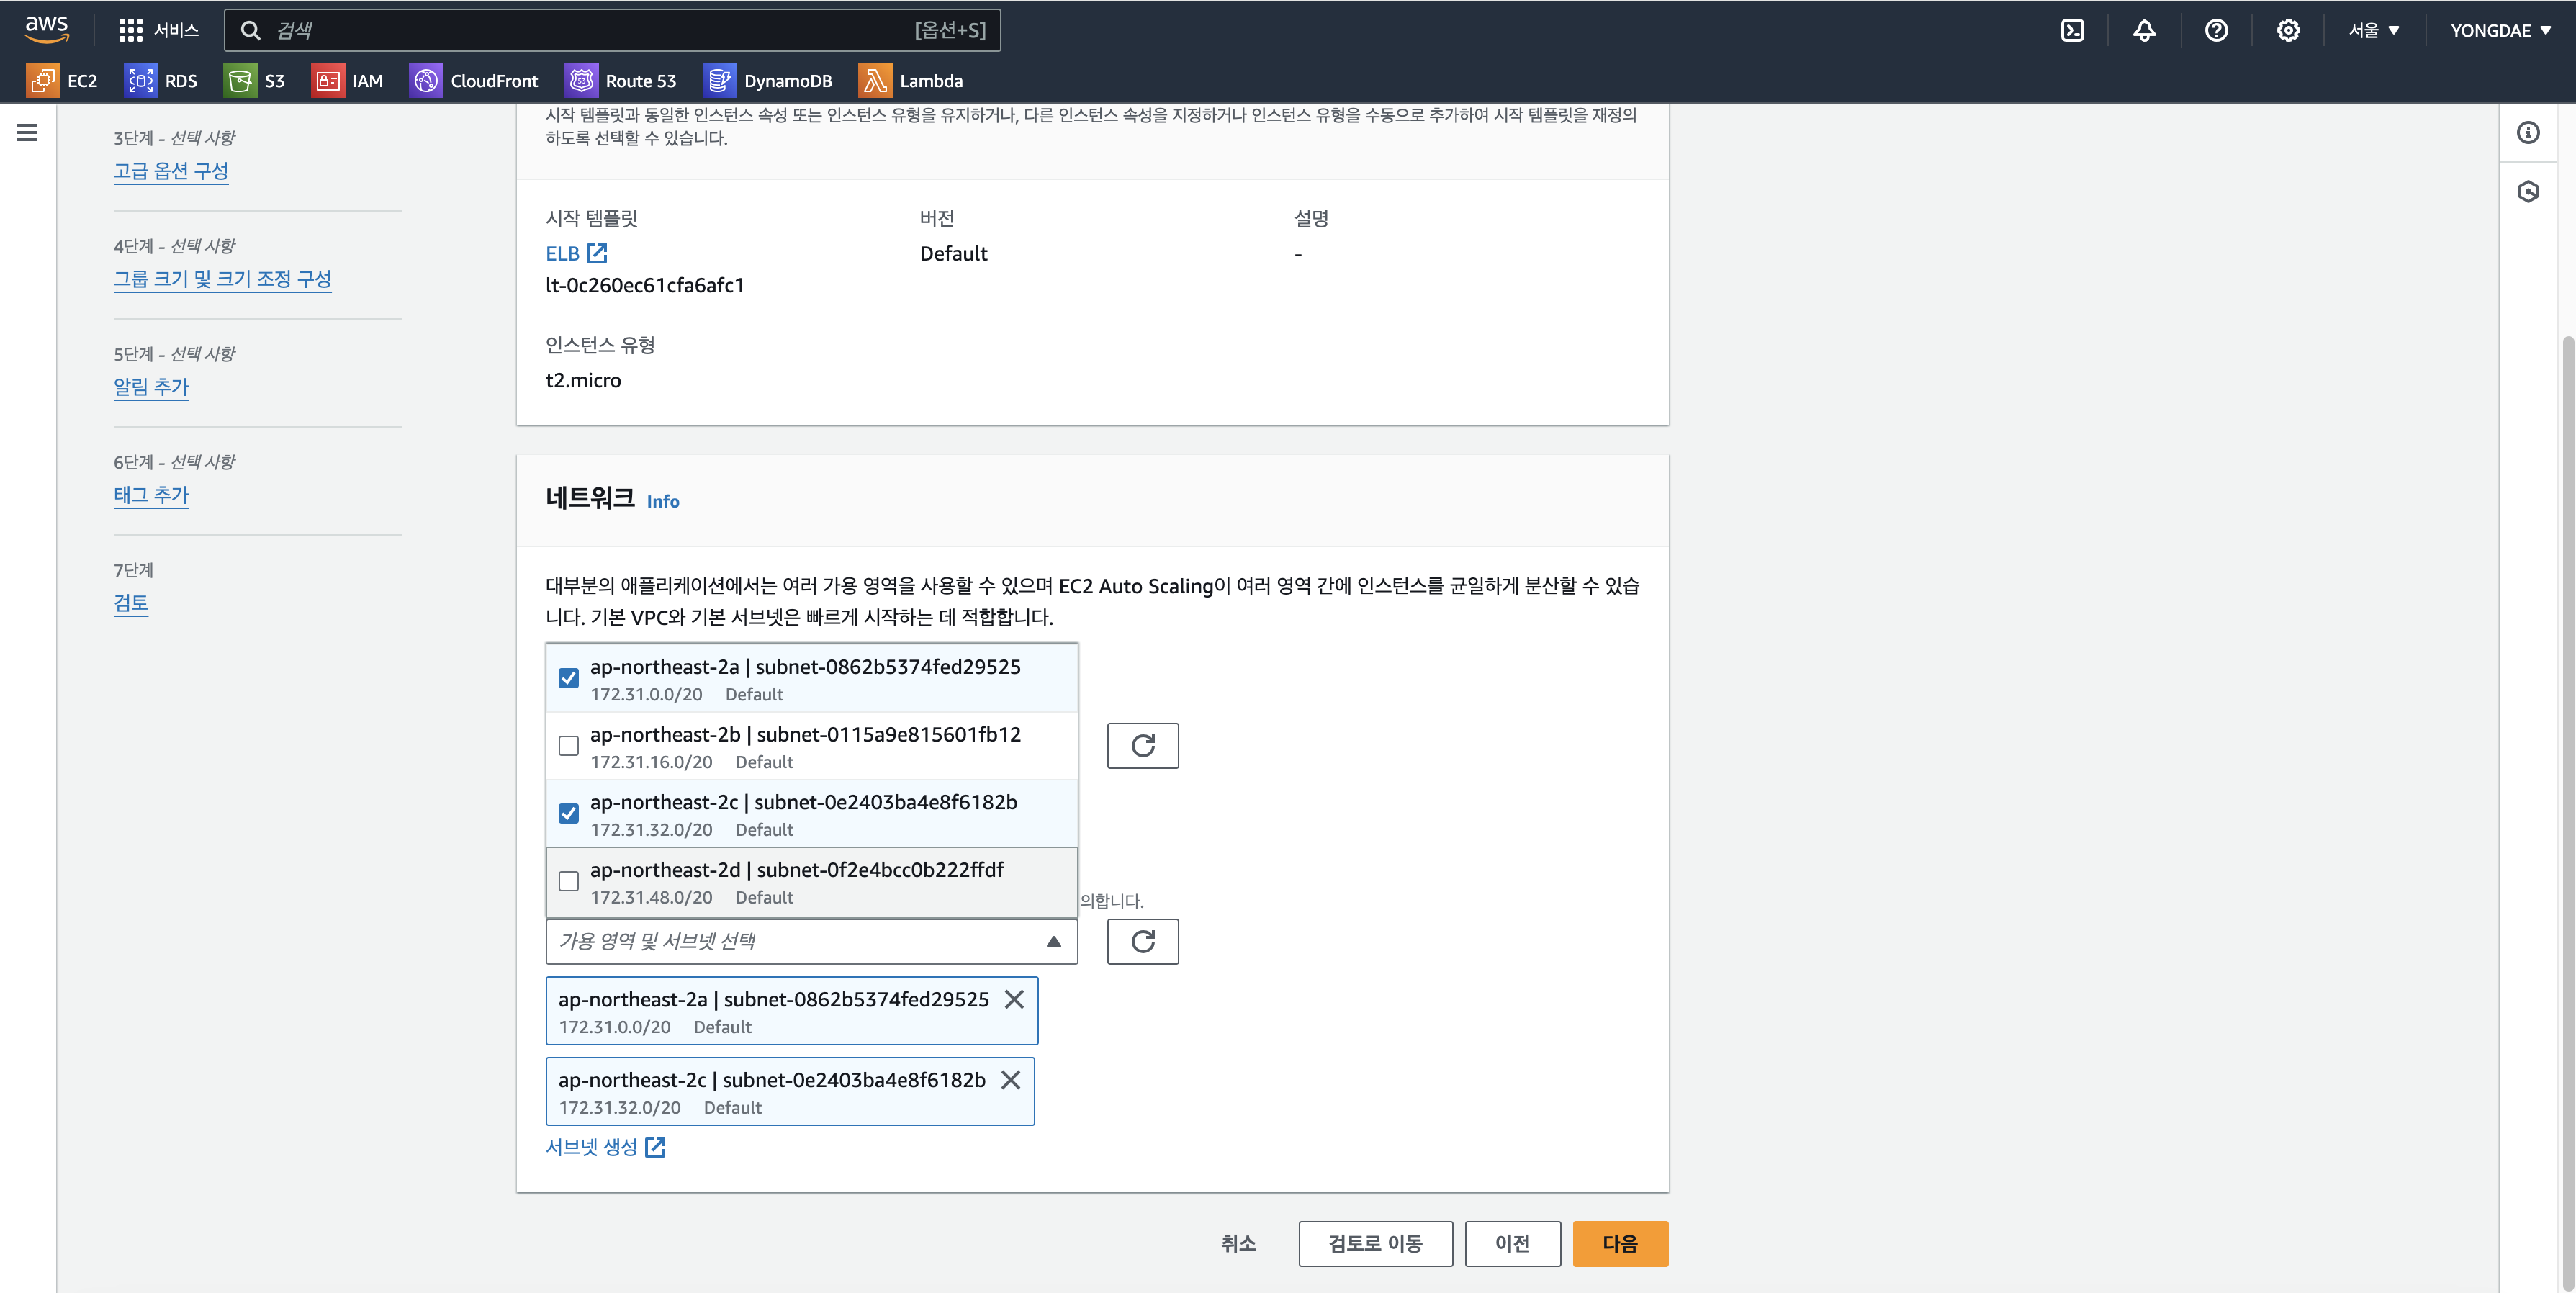 aws
서비스
검색
[옵션+S]
서울 ▼
YONGDAE ▼
EC2
RDS
S3
IAM
CloudFront
Route 53
DynamoDB
Lambda
3단계 - 선택 사항
고급 옵션 구성
4단계 - 선택 사항
그룹 크기 및 크기 조정 구성
5단계 - 선택 사항
알림 추가
6단계 - 선택 사항
태그 추가
7단계
검토
시작 템플릿과 동일한 인스턴스 속성 또는 인스턴스 유형을 유지하거나, 다른 인스턴스 속성을 지정하거나 인스턴스 유형을 수동으로 추가하여 시작 템플릿을 재정의
하도록 선택할 수 있습니다.
시작 템플릿
ELB
lt-0c260ec61cfa6afc1
버전
Default
설명
-
인스턴스 유형
t2.micro
네트워크 Info
대부분의 애플리케이션에서는 여러 가용 영역을 사용할 수 있으며 EC2 Auto Scaling이 여러 영역 간에 인스턴스를 균일하게 분산할 수 있습
니다. 기본 VPC와 기본 서브넷은 빠르게 시작하는 데 적합합니다.
ap-northeast-2a | subnet-0862b5374fed29525
172.31.0.0/20 Default
ap-northeast-2b | subnet-0115a9e815601fb12
172.31.16.0/20 Default
ap-northeast-2c | subnet-0e2403ba4e8f6182b
172.31.32.0/20 Default
ap-northeast-2d | subnet-0f2e4bcc0b222ffdf
172.31.48.0/20 Default
의합니다.
가용 영역 및 서브넷 선택
ap-northeast-2a | subnet-0862b5374fed29525
172.31.0.0/20 Default
ap-northeast-2c | subnet-0e2403ba4e8f6182b
172.31.32.0/20 Default
서브넷 생성
취소
검토로 이동
이전
다음